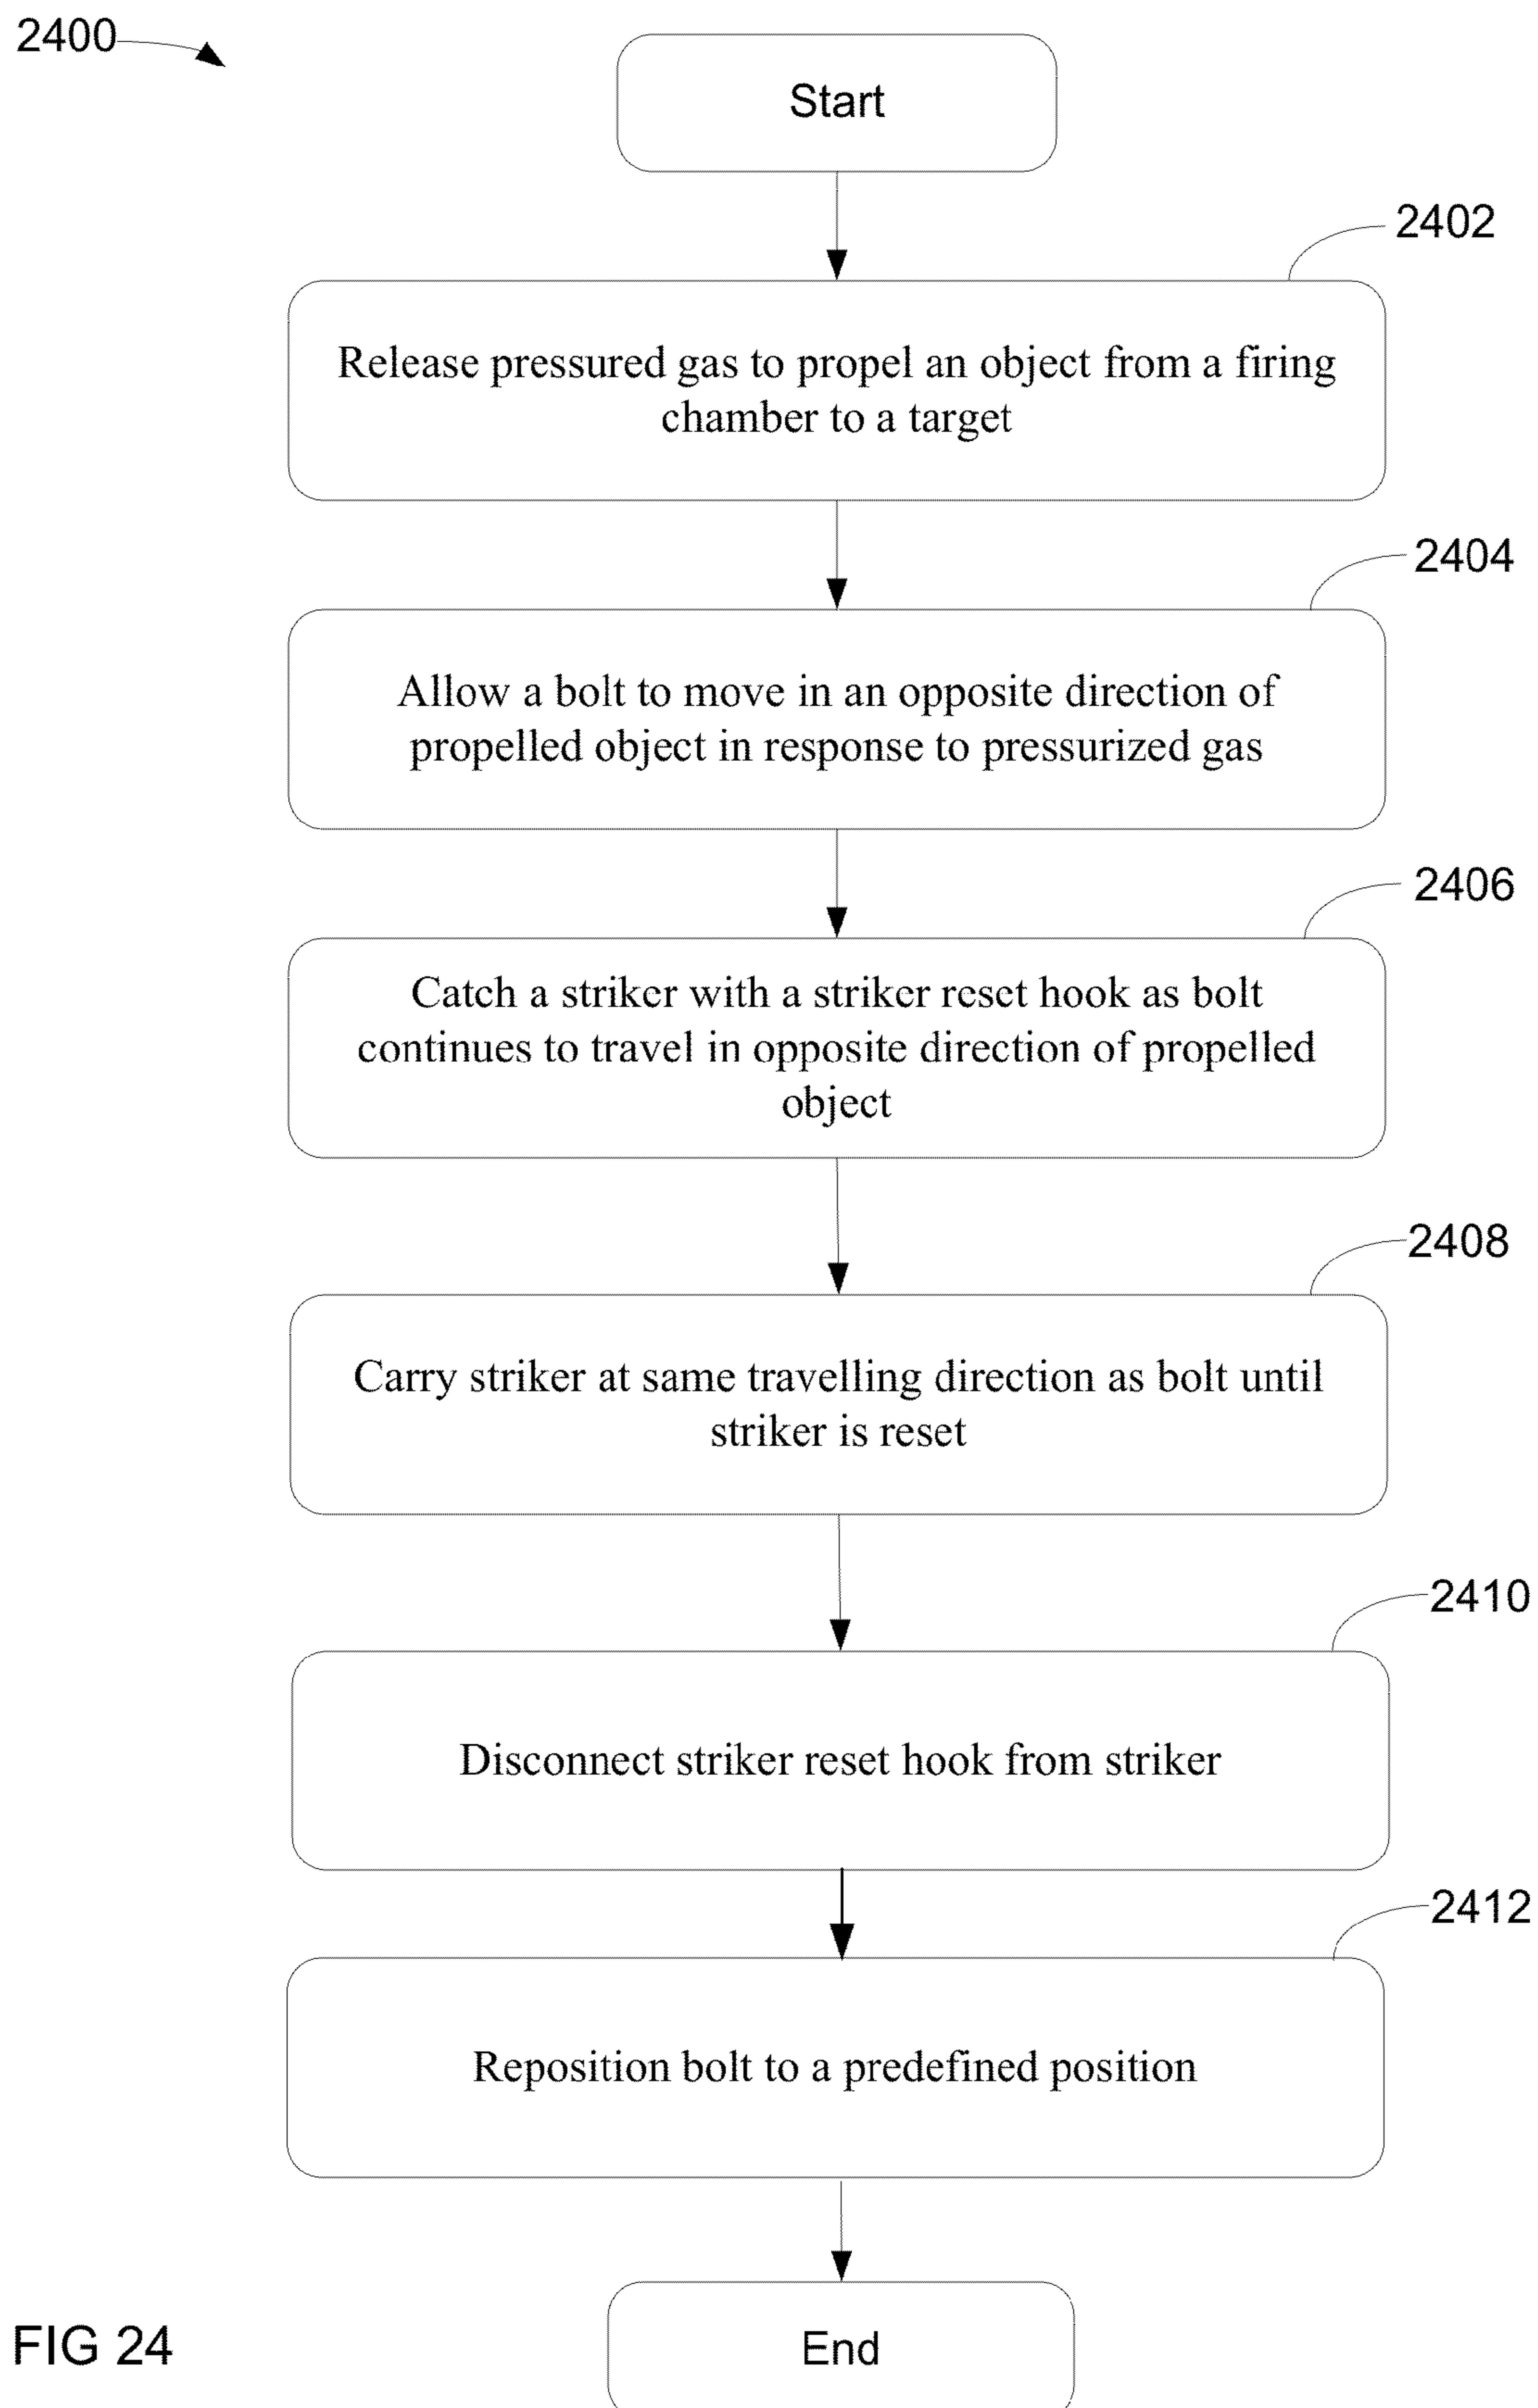 2400
Start
2402
Release pressured gas to propel an object from a firing
chamber to a target
2404
Allow a bolt to move in an opposite direction of
propelled object in response to pressurized gas
2406
Catch a striker with a striker reset hook as bolt
continues to travel in opposite direction of propelled
object
2408
Carry striker at same travelling direction as bolt until
striker is reset
2410
Disconnect striker reset hook from striker
2412
Reposition bolt to a predefined position
End
FIG 24